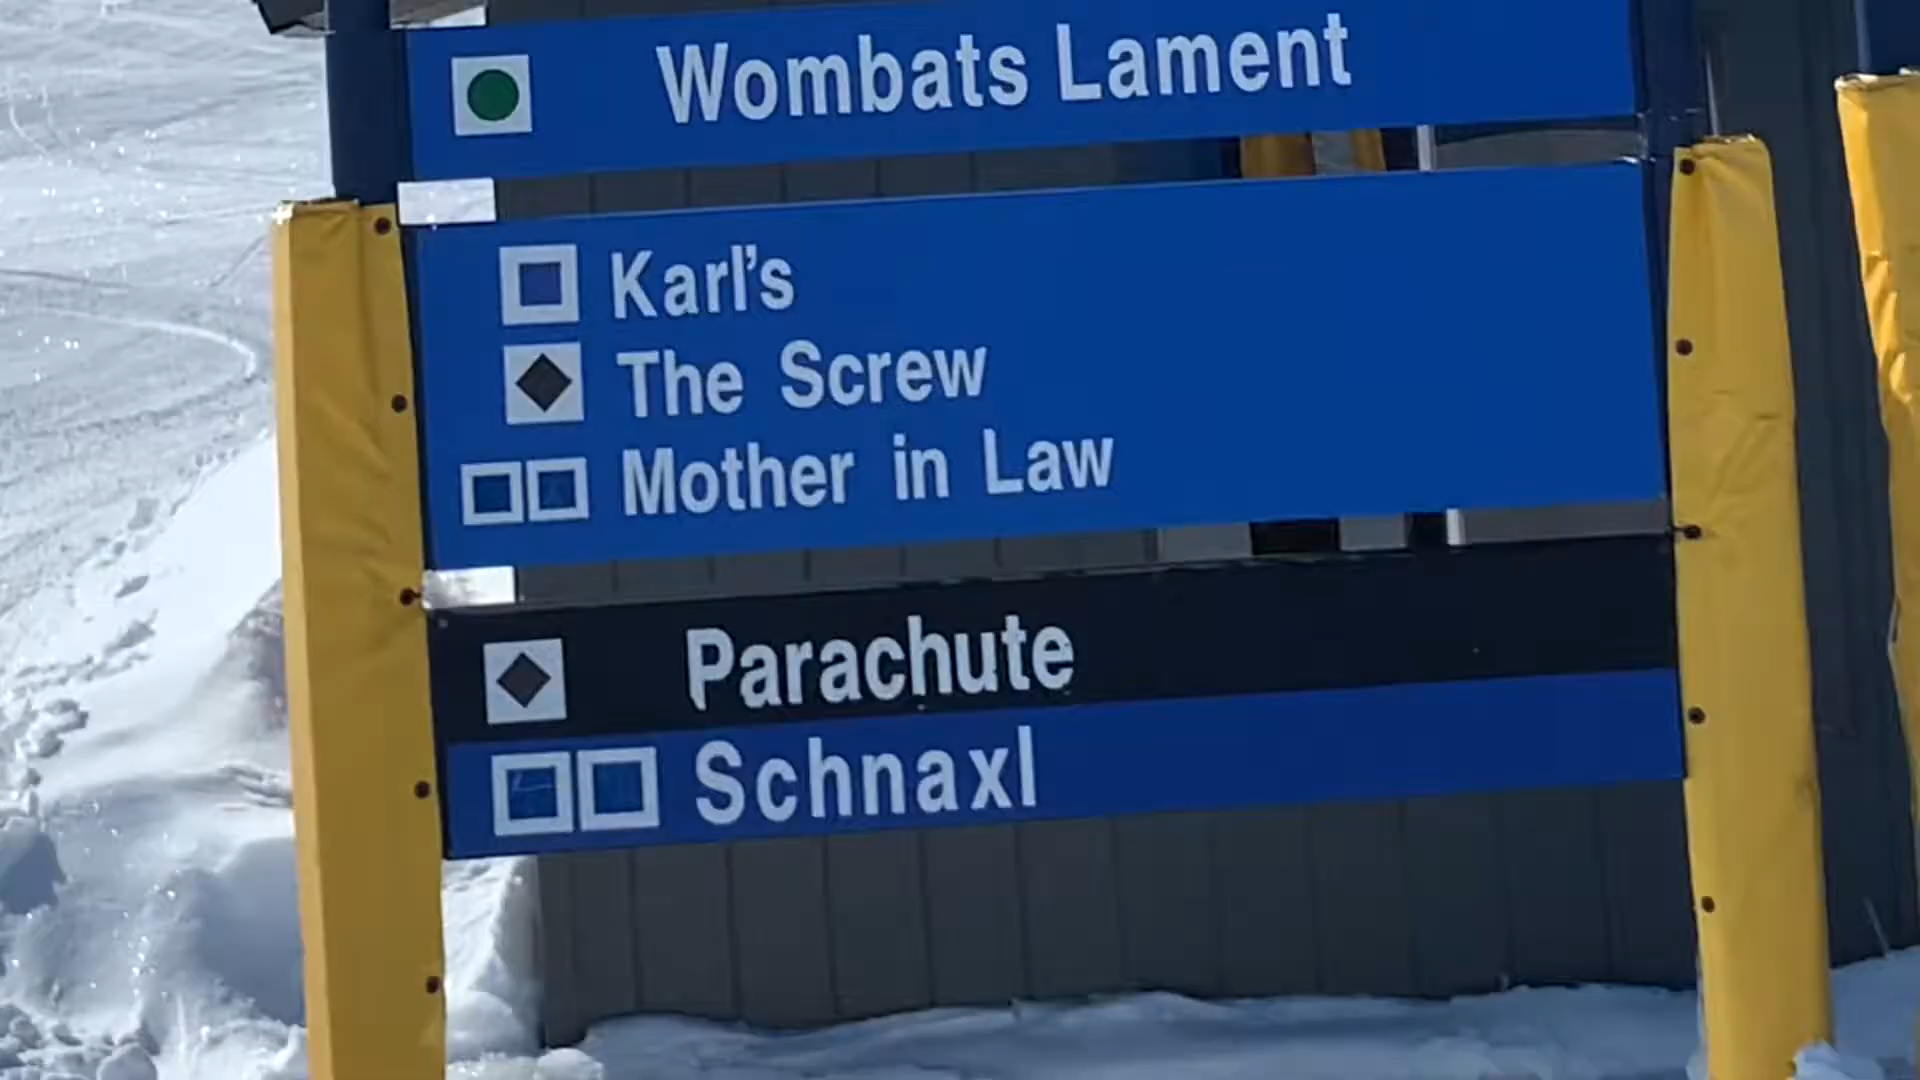 Wombats Lament
Karl's
The Screw
Mother in Law
Parachute
Schnaxl